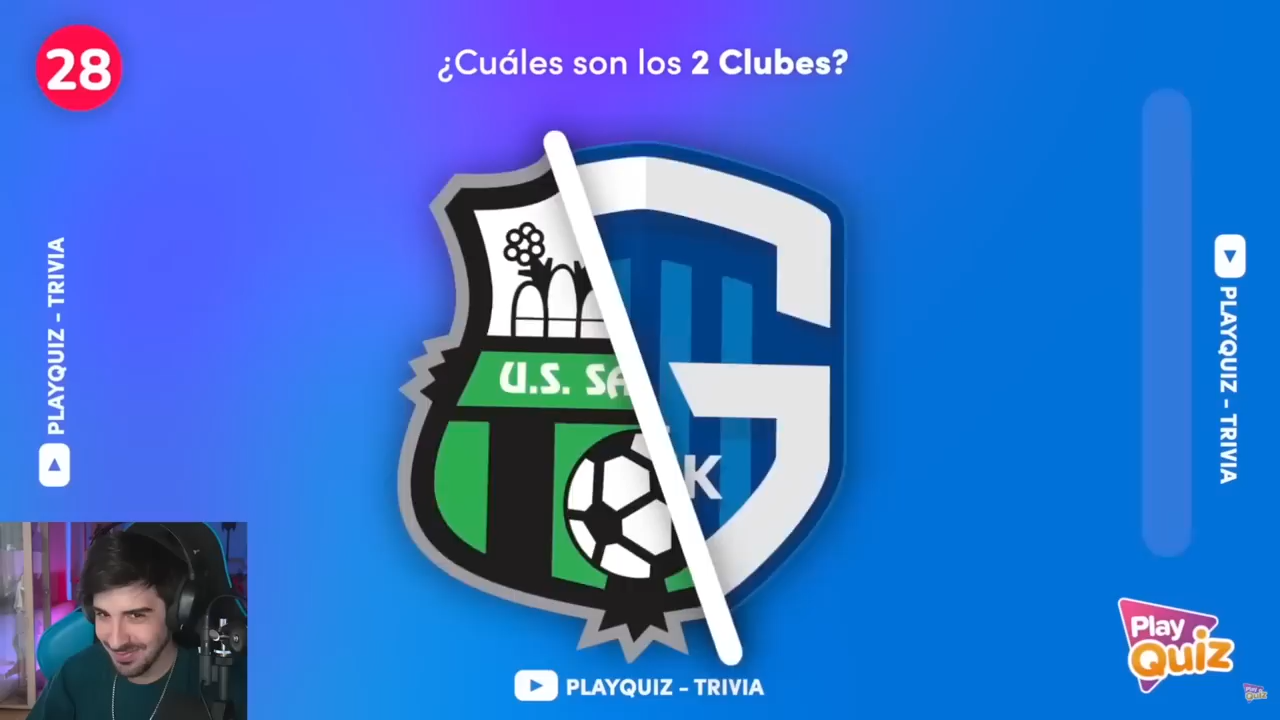 28
¿Cuáles son los 2 Clubes?
PLAYQUIZ - TRIVIA
PLAYQUIZ - TRIVIA
U.S. SA
K
Play
Quiz
PLAYQUIZ - TRIVIA